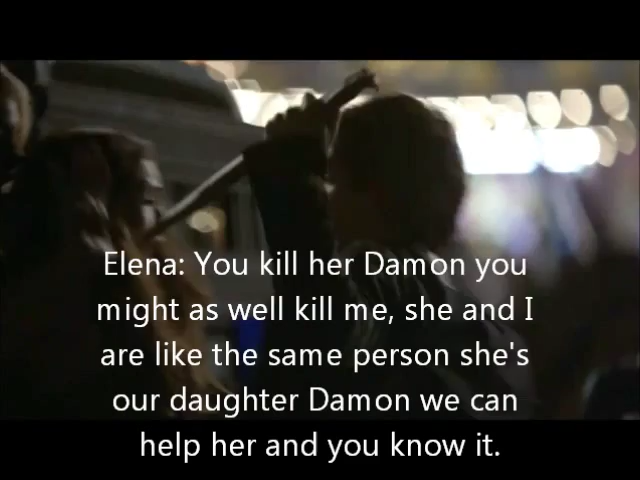 Elena: You kill her Damon you
might as well kill me, she and I
are like the same person she's
our daughter Damon we can
help her and you know it.